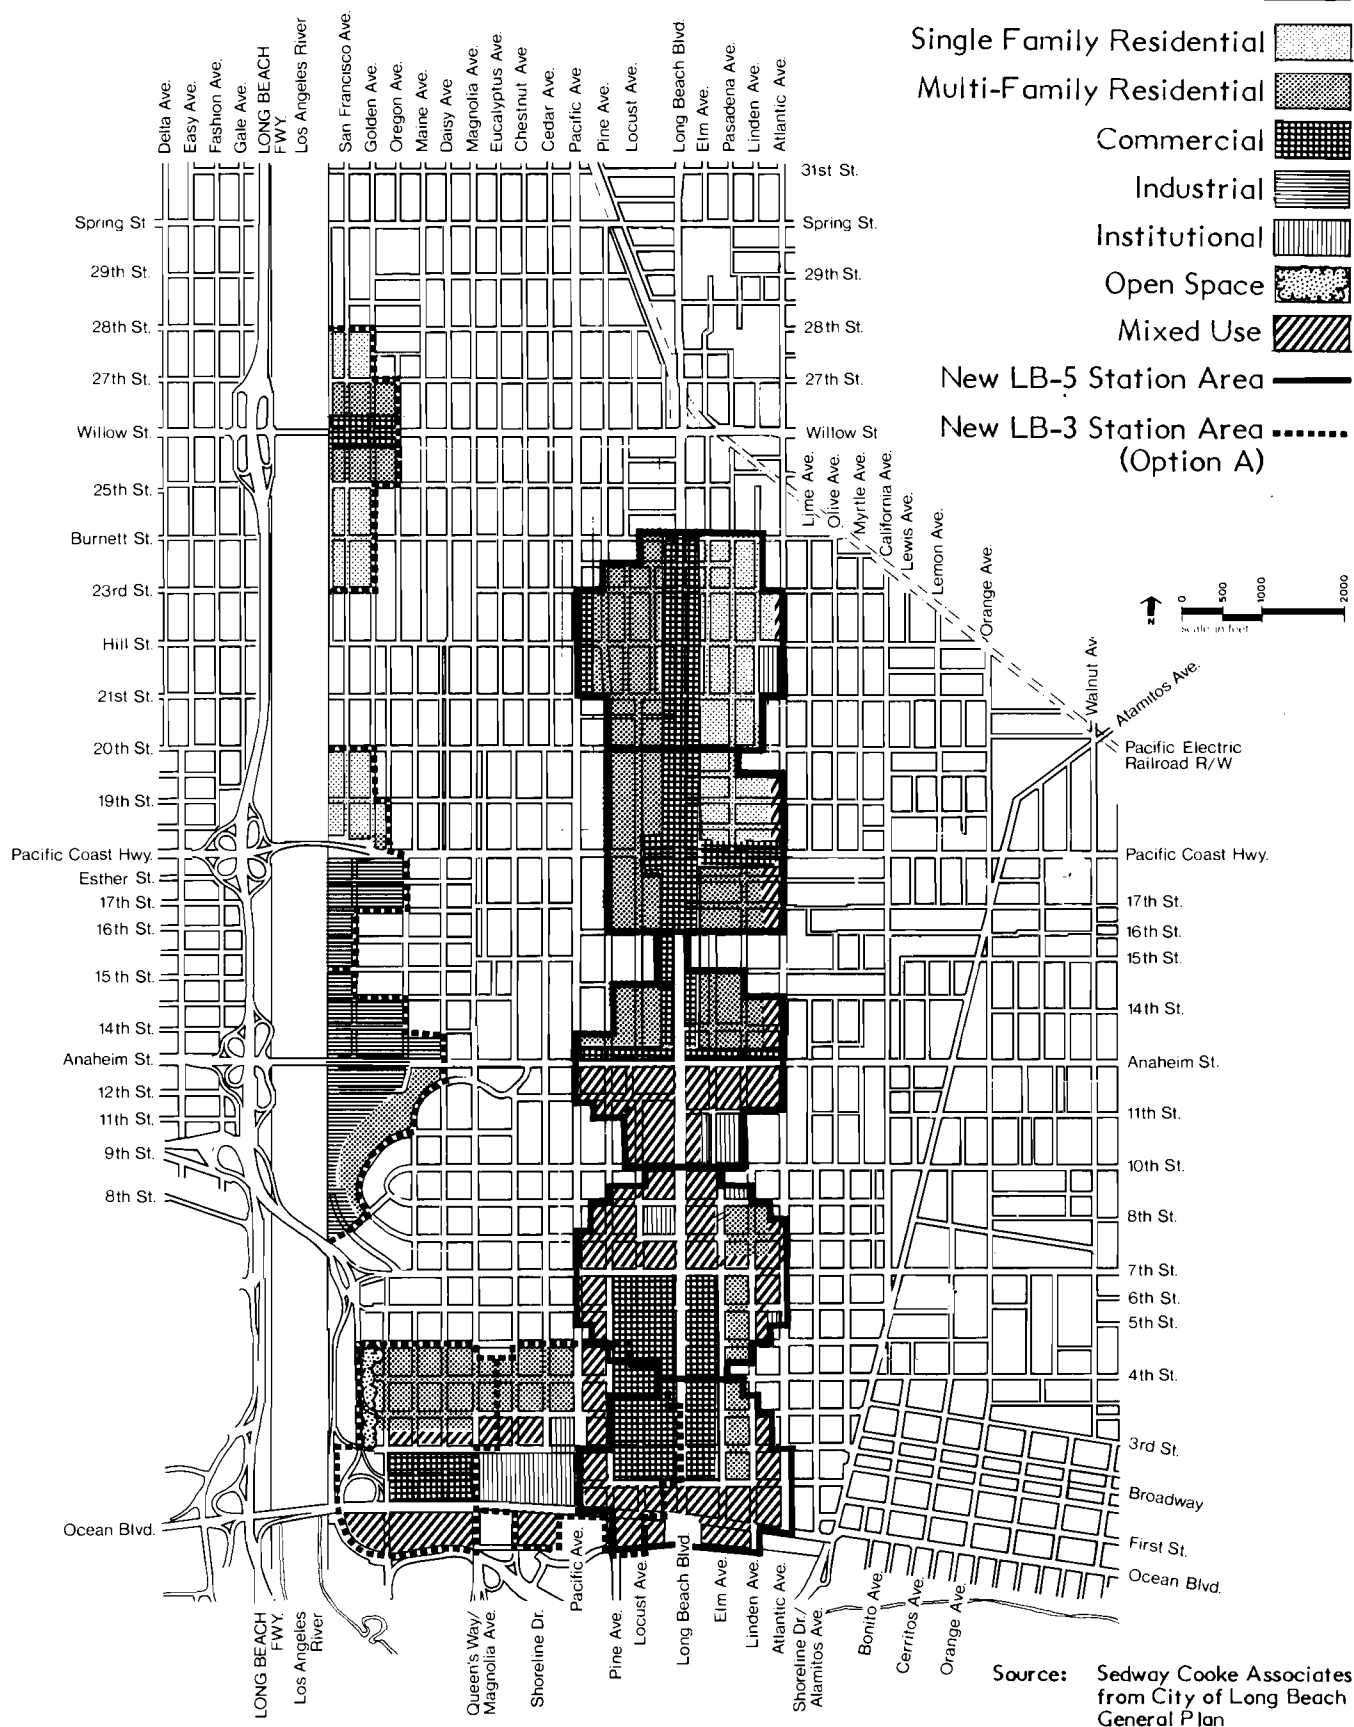 Single Family Residential
Multi-Family Residential
Commercial
Industrial
Institutional
Open Space
Mixed Use
New LB-5 Station Area
New LB-3 Station Area
(Option A)
Delta Ave.
Easy Ave.
Fashion Ave.
Gale Ave.
LONG BEACH
FWY.
Los Angeles River
San Francisco Ave.
Golden Ave.
Oregon Ave.
Maine Ave.
Daisy Ave
Magnolia Ave.
Eucalyptus Ave.
Chestnut Ave
Cedar Ave.
Pacific Ave
Pine Ave.
Locust Ave.
Long Beach Blvd.
Elm Ave.
Pasadena Ave.
Linden Ave.
Atlantic Ave.
Spring St
29th St.
28th St.
27th St.
Willow St.
25th St.
Burnett St.
23rd St.
Hill St.
21st St.
20th St.
19th St.
Pacific Coast Hwy.
Esther St.
17th St.
16th St.
15th St.
14th St.
Anaheim St.
12th St.
11th St.
9th St.
8th St.
Ocean Blvd.
31st St.
Spring St.
29th St.
28th St.
27th St.
Willow St
Lime Ave.
Olive Ave.
Myrtle Ave.
California Ave.
Lewis Ave.
Lemon Ave.
Orange Ave.
Walnut Av
Alamitos Ave.
N
0
500
1000
2000
scale in feet
Pacific Electric
Railroad R/W
Pacific Coast Hwy.
17th St.
16th St.
15th St.
14th St.
Anaheim St.
11th St.
10th St.
8th St.
7th St.
6th St.
5th St.
4th St.
3rd St.
Broadway
First St.
Ocean Blvd.
LONG BEACH
FWY.
Los Angeles
River
Queen's Way/
Magnolia Ave.
Shoreline Dr.
Pacific Ave.
Pine Ave.
Locust Ave.
Long Beach Blvd.
Elm Ave.
Linden Ave.
Atlantic Ave.
Shoreline Dr./
Alamitos Ave.
Bonito Ave.
Cerritos Ave.
Orange Ave.
Source: Sedway Cooke Associates
from City of Long Beach
General Plan